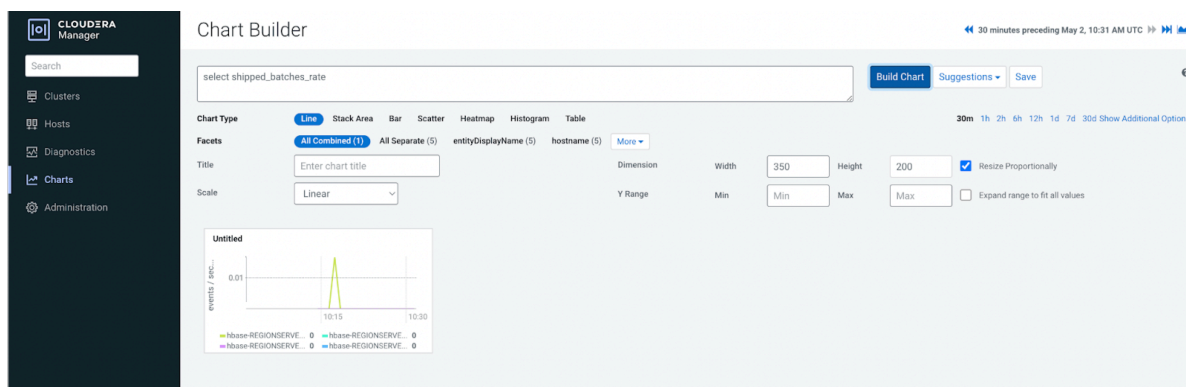 CLOUDERA
Manager
Search
Clusters
Hosts
Diagnostics
Charts
Administration
Chart Builder
30 minutes preceding May 2, 10:31 AM UTC
select shipped_batches_rate
Build Chart Suggestions Save
Chart Type Line Stack Area Bar Scatter Heatmap Histogram Table
30m 1h 2h 6h 12h 1d 7d 30d Show Additional Option
Facets All Combined (1) All Separate (5) entityDisplayName (5) hostname (5) More
Title Enter chart title Dimension Width 350 Height 200 Resize Proportionally
Scale Linear Y Range Min Min Max Max Expand range to fit all values
Untitled
events / sec...
0.01
10:15 10:30
hbase-REGIONSERVE... 0 hbase-REGIONSERVE... 0
hbase-REGIONSERVE... 0 hbase-REGIONSERVE... 0